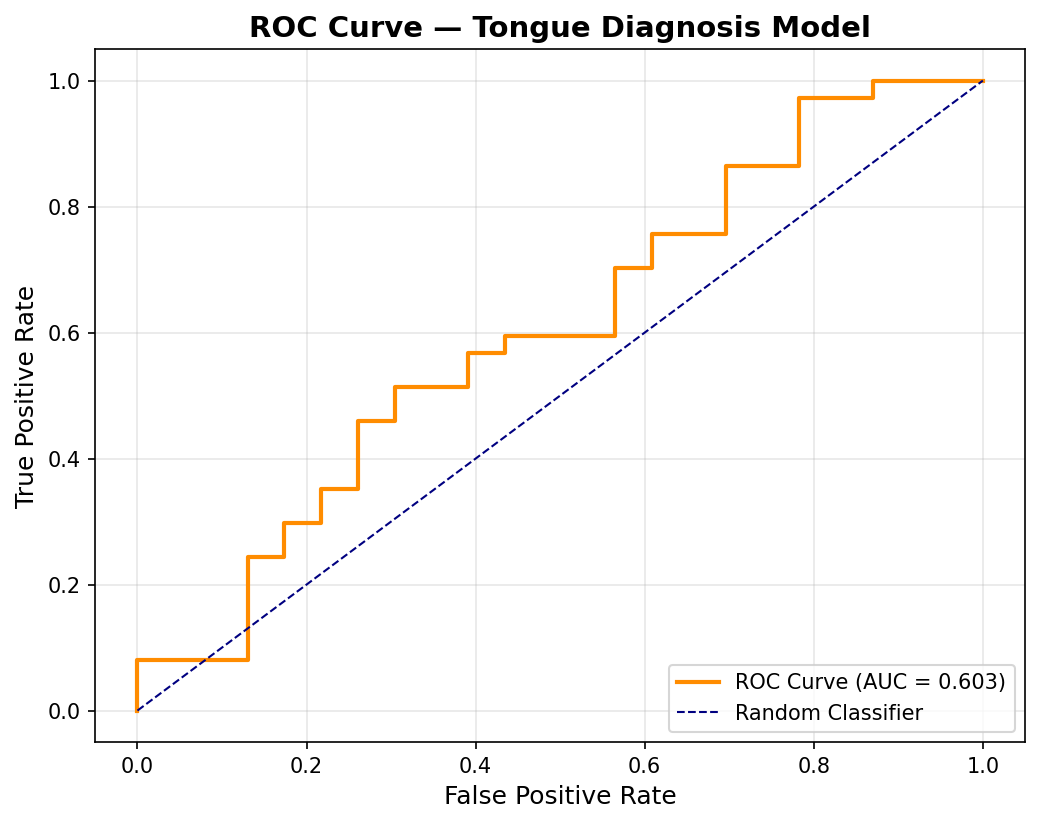 ROC Curve — Tongue Diagnosis Model
True Positive Rate
1.0
0.8
0.6
0.4
0.2
0.0
ROC Curve (AUC = 0.603)
Random Classifier
0.0 0.2 0.4 0.6 0.8 1.0
False Positive Rate